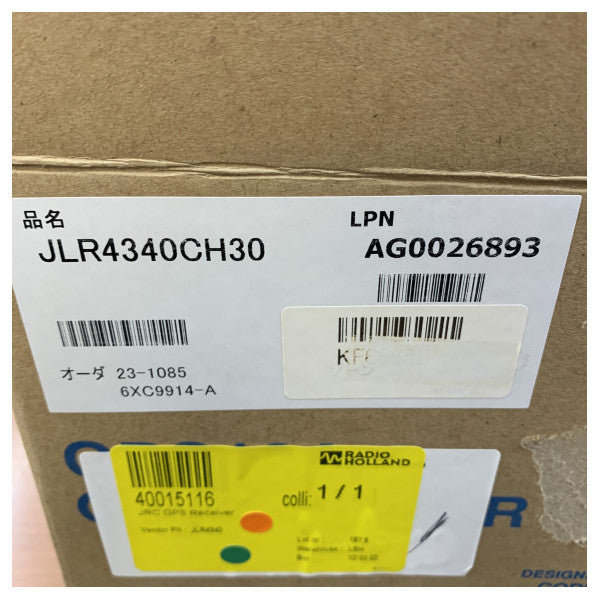 品名
JLR4340CH30
LPN
AG0026893
オーダ 23-1085
6XC9914-A
RADIO
HOLLAND
40015116
colli: 1 / 1
JRC GPS Receiver
Vendor PN : JLR4340
R
DESIGNE